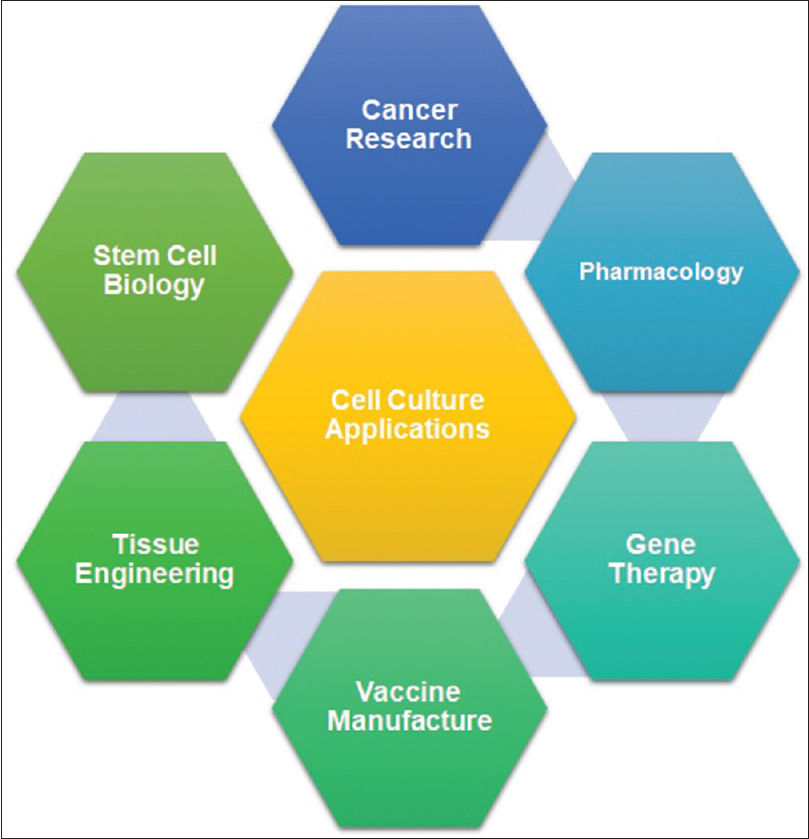 Cancer
Research
Pharmacology
Gene
Therapy
Vaccine
Manufacture
Tissue
Engineering
Stem Cell
Biology
Cell Culture
Applications